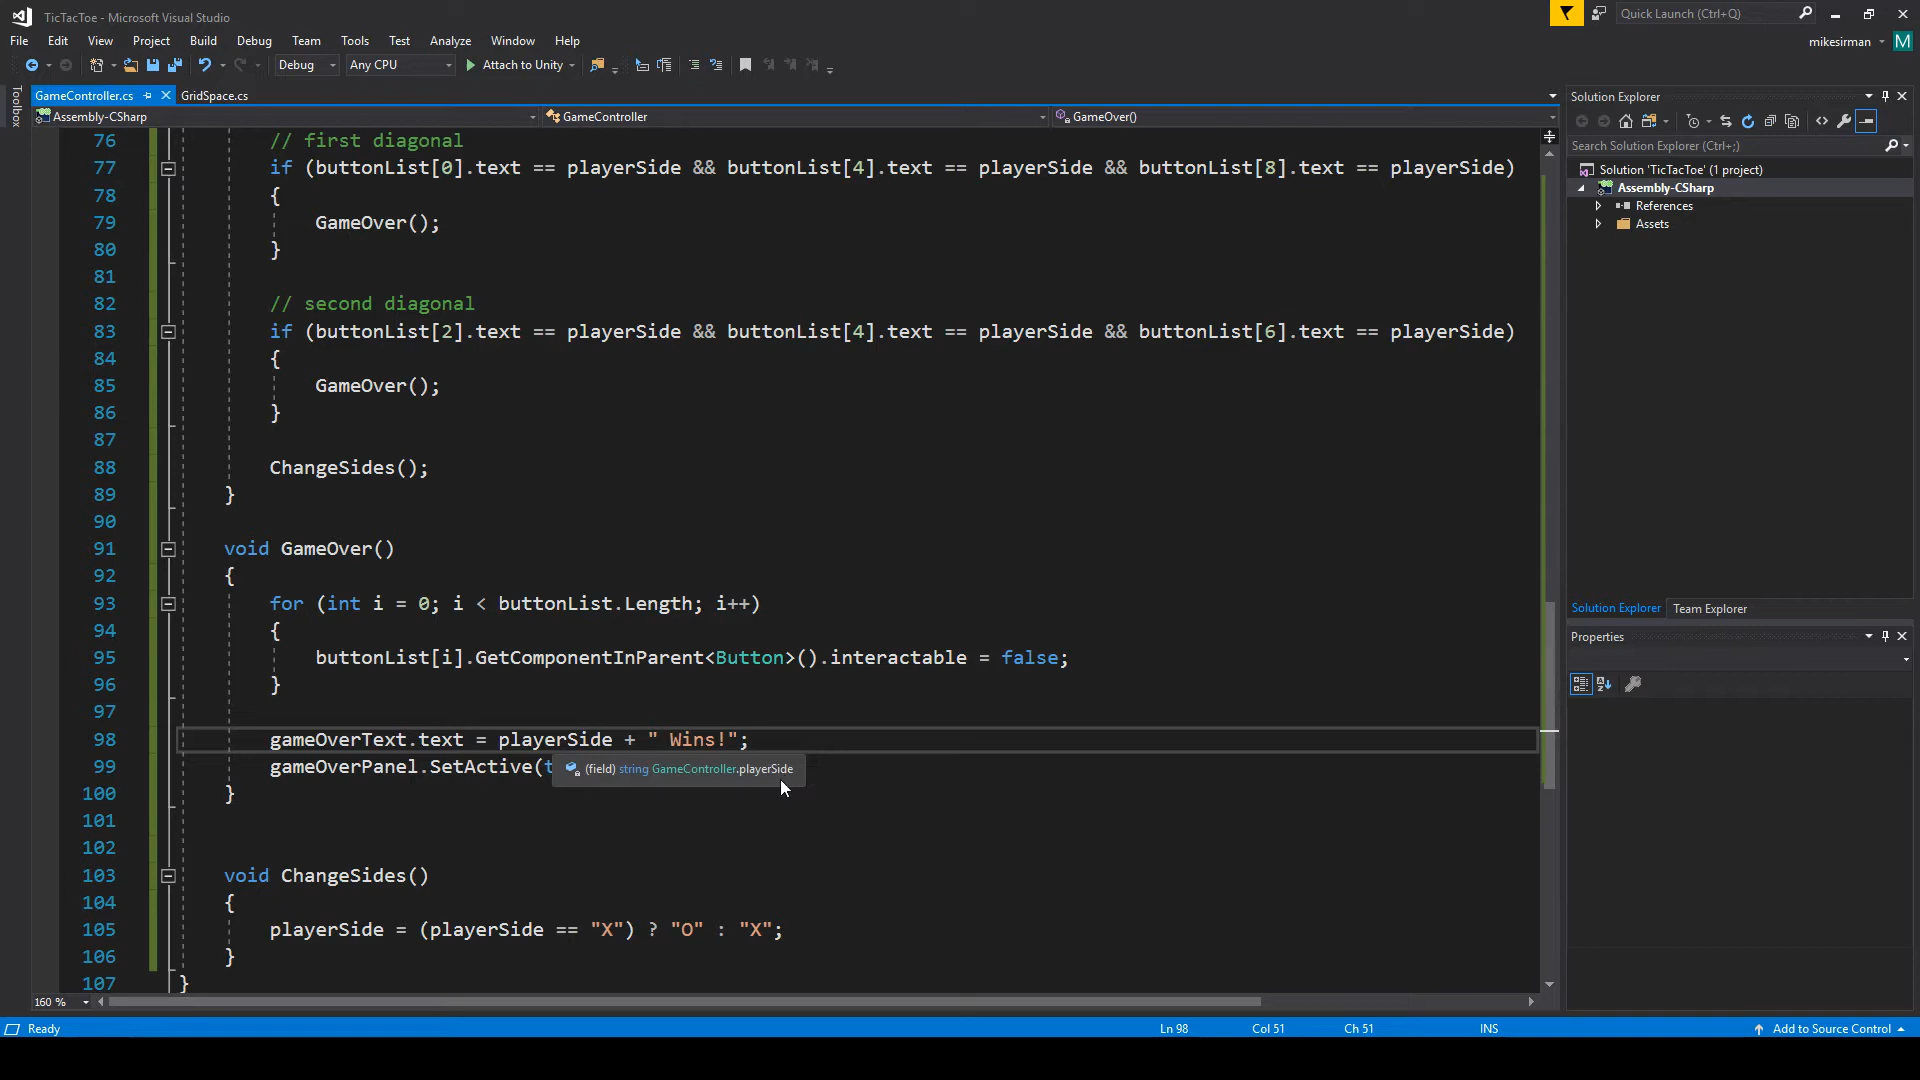 TicTacToe - Microsoft Visual Studio
Quick Launch (Ctrl+Q)
File Edit View Project Build Debug Team Tools Test Analyze Window Help
mikesirman M
Debug Any CPU Attach to Unity
Toolbox
GameController.cs GridSpace.cs
Assembly-CSharp GameController GameOver()
76 // first diagonal
77 if (buttonList[0].text == playerSide && buttonList[4].text == playerSide && buttonList[8].text == playerSide)
78 {
79 GameOver();
80 }
81
82 // second diagonal
83 if (buttonList[2].text == playerSide && buttonList[4].text == playerSide && buttonList[6].text == playerSide)
84 {
85 GameOver();
86 }
87
88 ChangeSides();
89 }
90
91 void GameOver()
92 {
93 for (int i = 0; i < buttonList.Length; i++)
94 {
95 buttonList[i].GetComponentInParent<Button>().interactable = false;
96 }
97
98 gameOverText.text = playerSide + " Wins!";
99 gameOverPanel.SetActive(t
(field) string GameController.playerSide
100 }
101
102
103 void ChangeSides()
104 {
105 playerSide = (playerSide == "X") ? "O" : "X";
106 }
107 }
160 %
Solution Explorer
Search Solution Explorer (Ctrl+;)
Solution 'TicTacToe' (1 project)
Assembly-CSharp
References
Assets
Solution Explorer Team Explorer
Properties
Ready Ln 98 Col 51 Ch 51 INS Add to Source Control